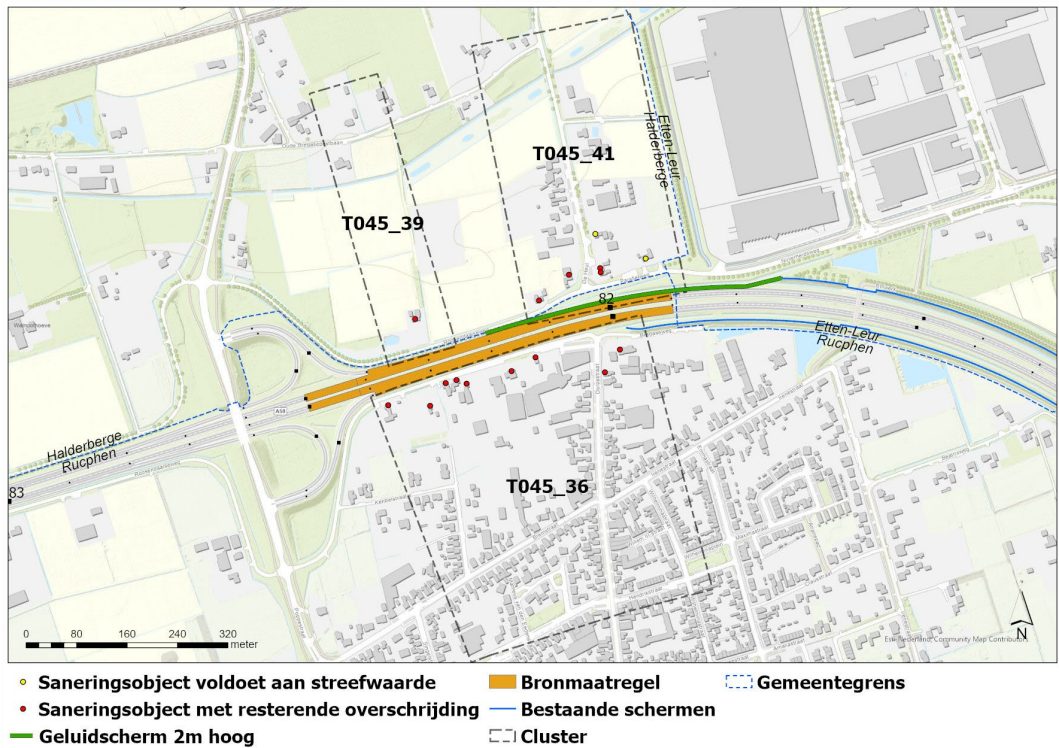 T045_41
Etten-Leur
Halderberge
Oude Bredasebaan
T045_39
82
Etten-Leur
Rucphen
A58
Halderberge
Rucphen
83
T045_36
0 80 160 240 320
meter
N
Esri Nederland, Community Map Contributors
Saneringsobject voldoet aan streefwaarde
Bronmaatregel
Gemeentegrens
Saneringsobject met resterende overschrijding
Bestaande schermen
Geluidscherm 2m hoog
Cluster